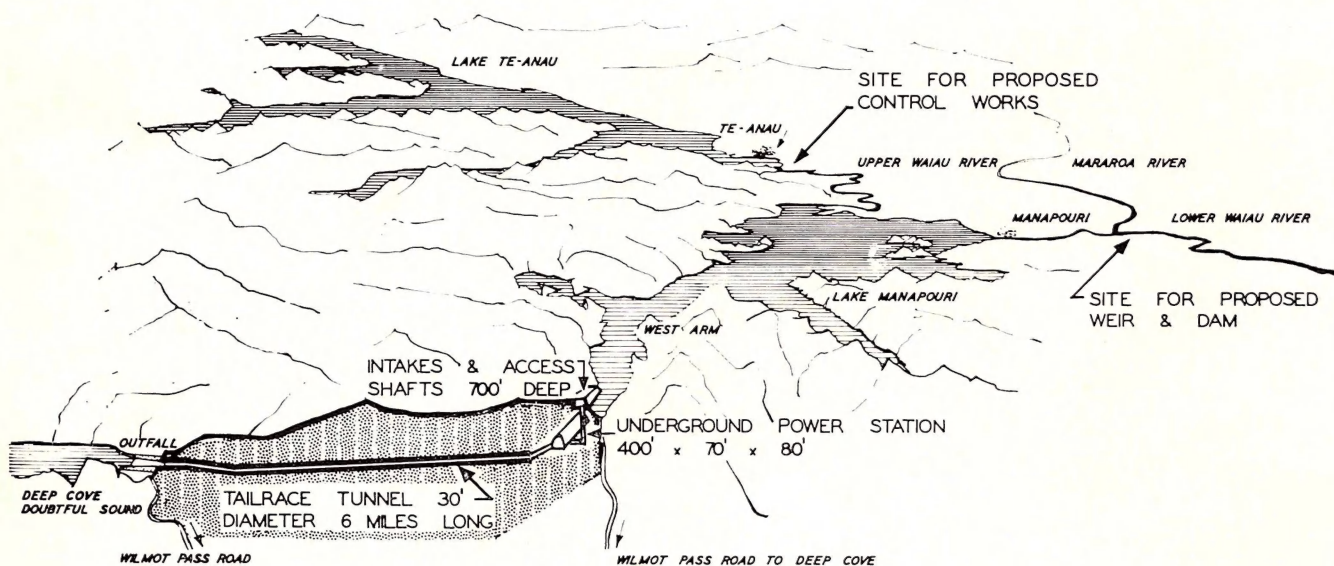 LAKE TE-ANAU
SITE FOR PROPOSED
CONTROL WORKS
TE-ANAU
UPPER WAIAU RIVER
MARAROA RIVER
MANAPOURI
LOWER WAIAU RIVER
LAKE MANAPOURI
SITE FOR PROPOSED
WEIR & DAM
WEST ARM
INTAKES & ACCESS
SHAFTS 700' DEEP
UNDERGROUND POWER STATION
400' x 70' x 80'
OUTFALL
DEEP COVE
DOUBTFUL SOUND
TAILRACE TUNNEL 30'
DIAMETER 6 MILES LONG
WILMOT PASS ROAD
WILMOT PASS ROAD TO DEEP COVE